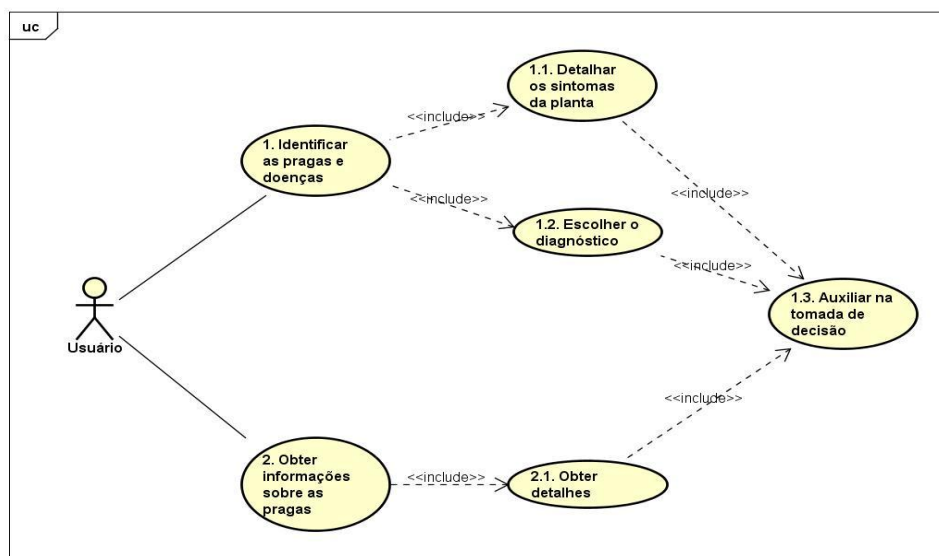 uc
1.1. Detalhar
os sintomas
da planta
<<include>>
1. Identificar
as pragas e
doenças
<<include>>
<<include>>
1.2. Escolher o
diagnóstico
<<include>>
1.3. Auxiliar na
tomada de
decisão
Usuário
<<include>>
2. Obter
informações
sobre as
pragas
<<include>>
2.1. Obter
detalhes